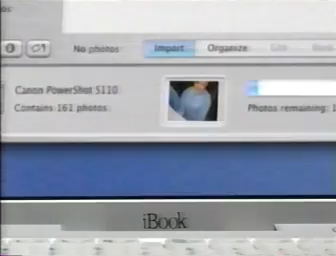 No photos
Import
Organize
Canon PowerShot S110
Contains 161 photos
Photos remaining: 1
iBook